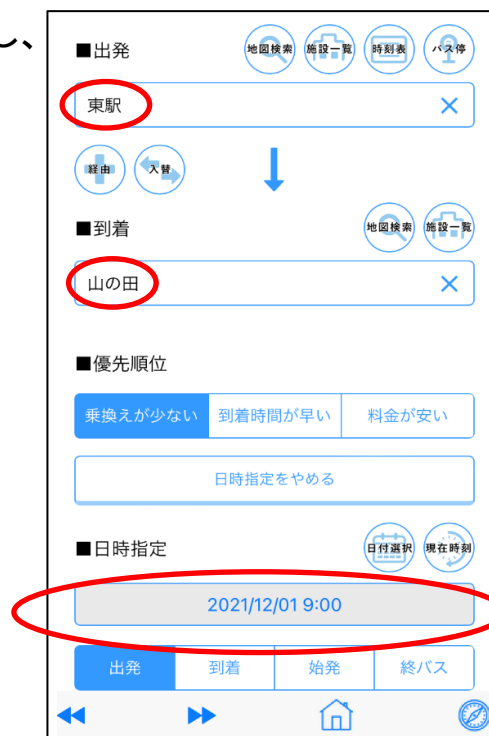 し、
■出発
地図検索 施設一覧 時刻表 バス停
東駅
経由 入替
■到着
地図検索 施設一覧
山の田
■優先順位
乗換えが少ない 到着時間が早い 料金が安い
日時指定をやめる
■日時指定
日付選択 現在時刻
2021/12/01 9:00
出発 到着 始発 終バス